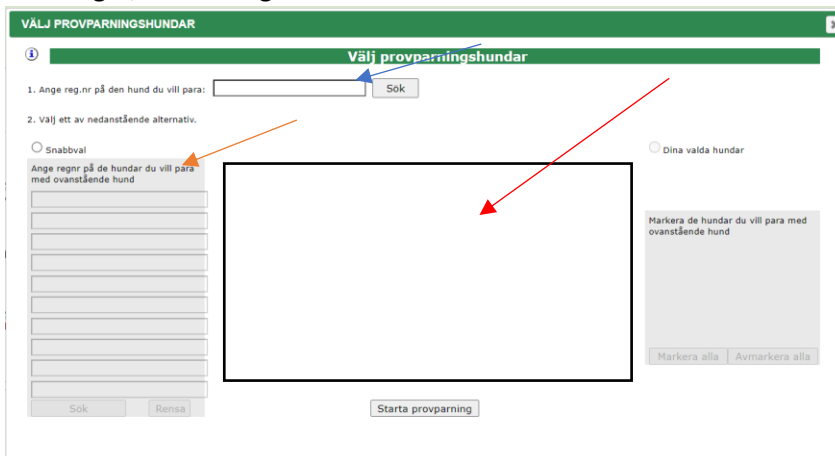 VÄLJ PROVPARNINGSHUNDAR
Välj provparningshundar
1. Ange reg.nr på den hund du vill para:
Sök
2. Välj ett av nedanstående alternativ.
Snabbval
Dina valda hundar
Ange regnr på de hundar du vill para
med ovanstående hund
Markera de hundar du vill para med
ovanstående hund
Markera alla
Avmarkera alla
Sök
Rensa
Starta provparning